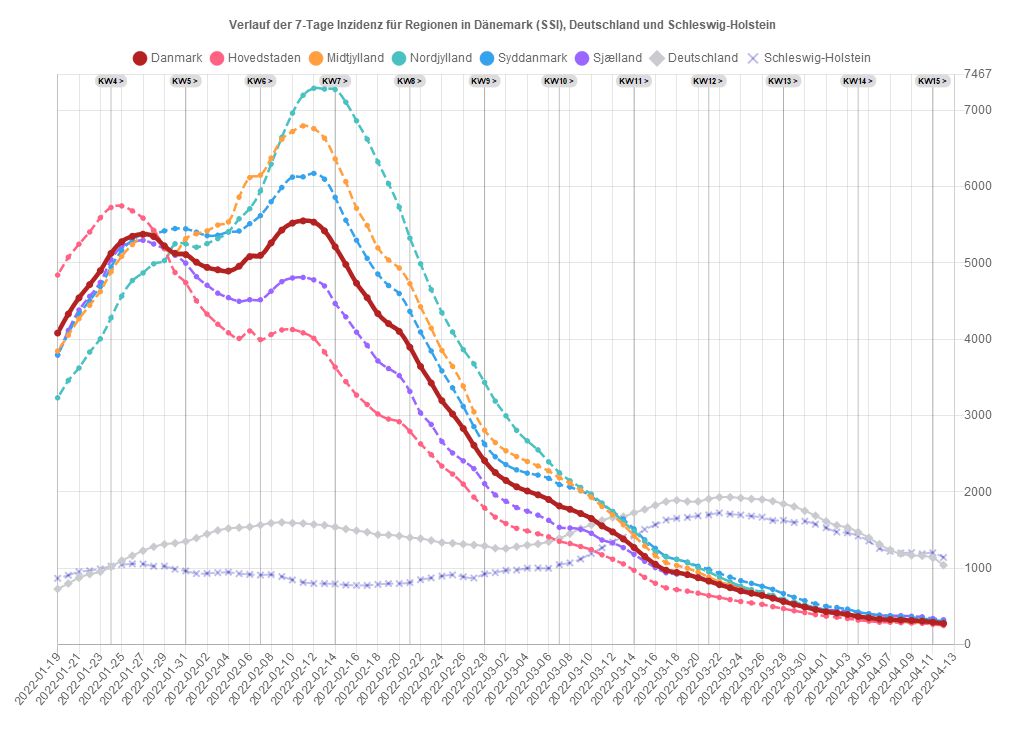 Verlauf der 7-Tage Inzidenz für Regionen in Dänemark (SSI), Deutschland und Schleswig-Holstein
Danmark Hovedstaden Midtjylland Nordjylland Syddanmark Sjælland Deutschland Schleswig-Holstein
KW4 > KW5 > KW6 > KW7 > KW8 > KW9 > KW10 > KW11 > KW12 > KW13 > KW14 > KW15 >
7467
7000
6000
5000
4000
3000
2000
1000
0
2022-01-19 2022-01-21 2022-01-23 2022-01-25 2022-01-27 2022-01-29 2022-01-31 2022-02-02 2022-02-04 2022-02-06 2022-02-08 2022-02-10 2022-02-12 2022-02-14 2022-02-16 2022-02-18 2022-02-20 2022-02-22 2022-02-24 2022-02-26 2022-02-28 2022-03-02 2022-03-04 2022-03-06 2022-03-08 2022-03-10 2022-03-12 2022-03-14 2022-03-16 2022-03-18 2022-03-20 2022-03-22 2022-03-24 2022-03-26 2022-03-28 2022-03-30 2022-04-01 2022-04-03 2022-04-05 2022-04-07 2022-04-09 2022-04-11 2022-04-13